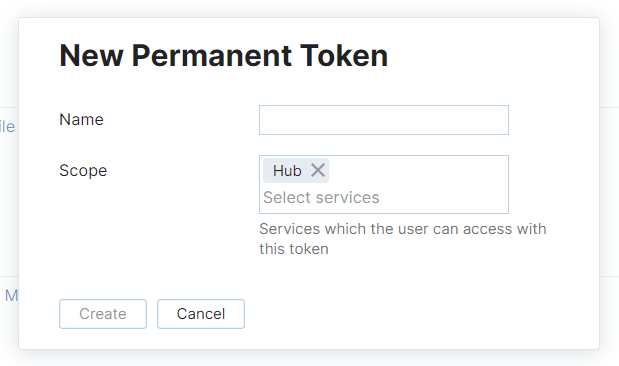 New Permanent Token
Name
ile
Scope
Hub
Select services
Services which the user can access with
this token
M
Create
Cancel